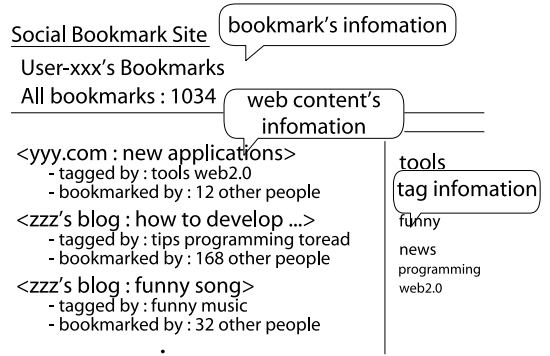 Social Bookmark Site
bookmark's infomation
User-xxx's Bookmarks
All bookmarks : 1034
web content's
infomation
<yyy.com : new applications>
- tagged by : tools web2.0
- bookmarked by : 12 other people
<zzz's blog : how to develop ...>
- tagged by : tips programming toread
- bookmarked by : 168 other people
<zzz's blog : funny song>
- tagged by : funny music
- bookmarked by : 32 other people
.
tools
tag infomation
funny
news
programming
web2.0